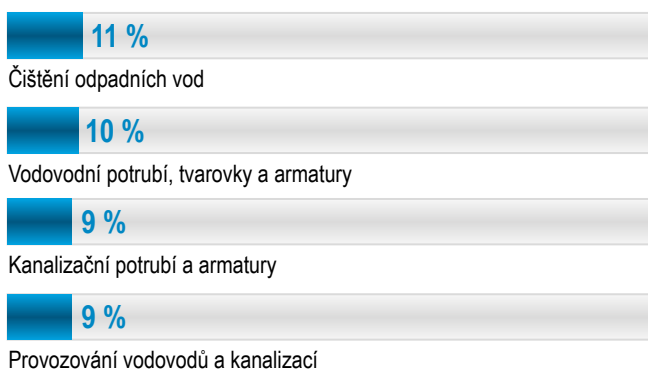 11 %
Čištění odpadních vod
10 %
Vodovodní potrubí, tvarovky a armatury
9 %
Kanalizační potrubí a armatury
9 %
Provozování vodovodů a kanalizací